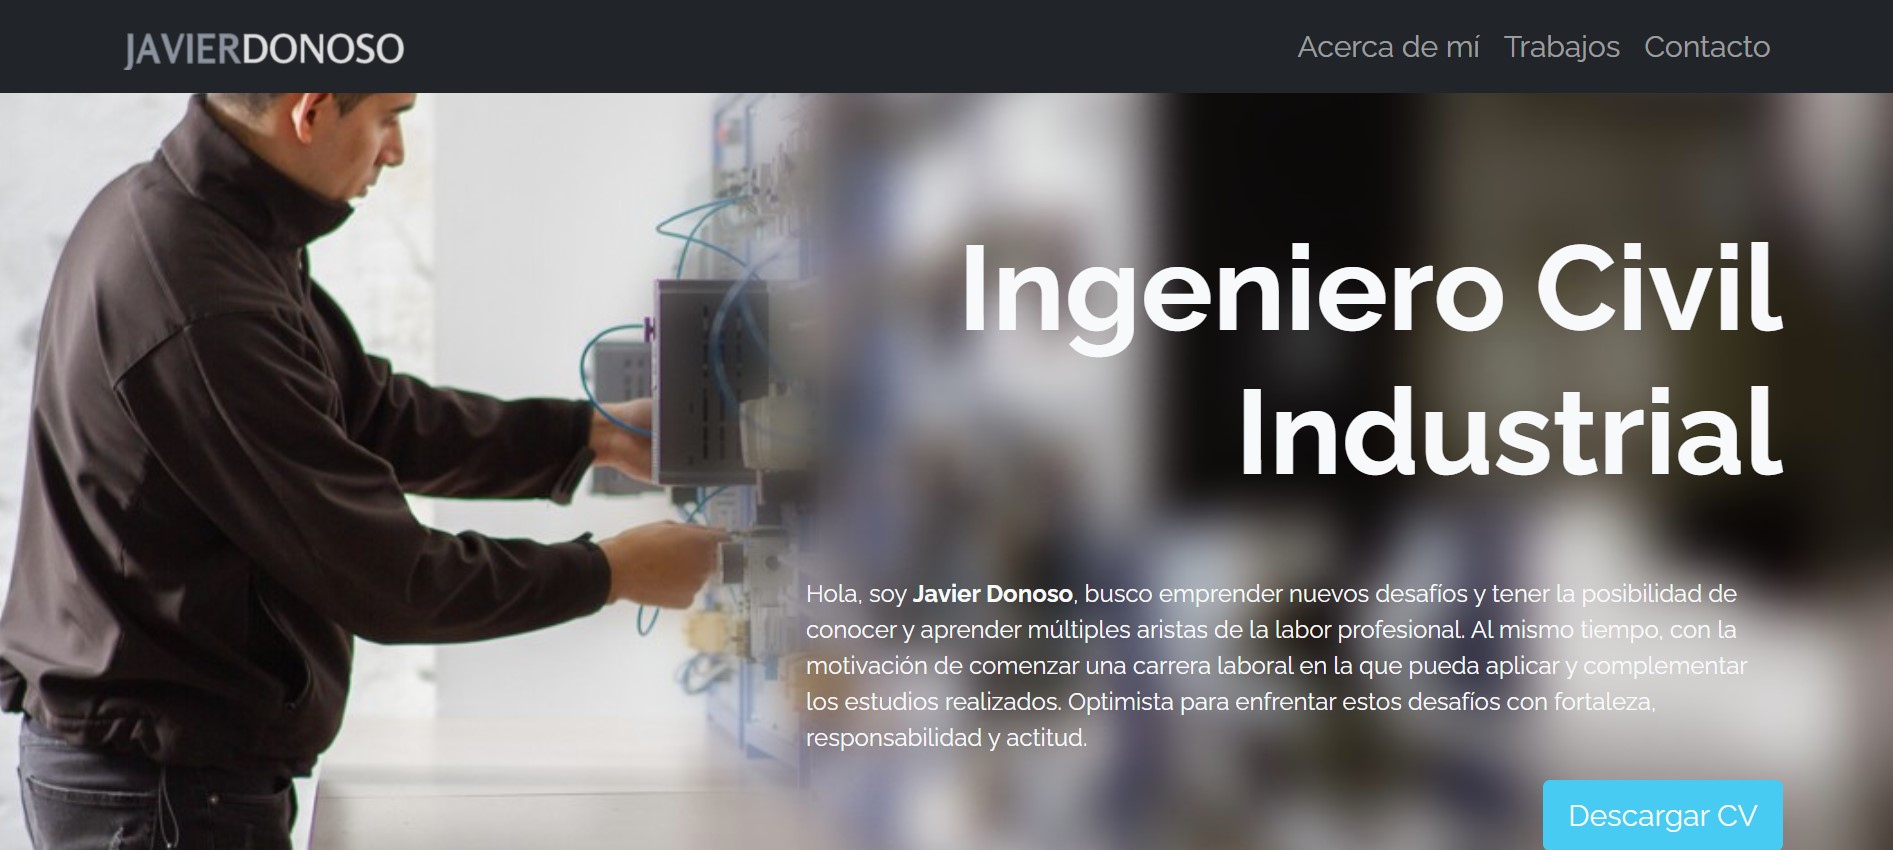 JAVIERDONOSO
Acerca de mí Trabajos Contacto
Ingeniero Civil
Industrial
Hola, soy Javier Donoso, busco emprender nuevos desafíos y tener la posibilidad de
conocer y aprender múltiples aristas de la labor profesional. Al mismo tiempo, con la
motivación de comenzar una carrera laboral en la que pueda aplicar y complementar
los estudios realizados. Optimista para enfrentar estos desafíos con fortaleza,
responsabilidad y actitud.
Descargar CV